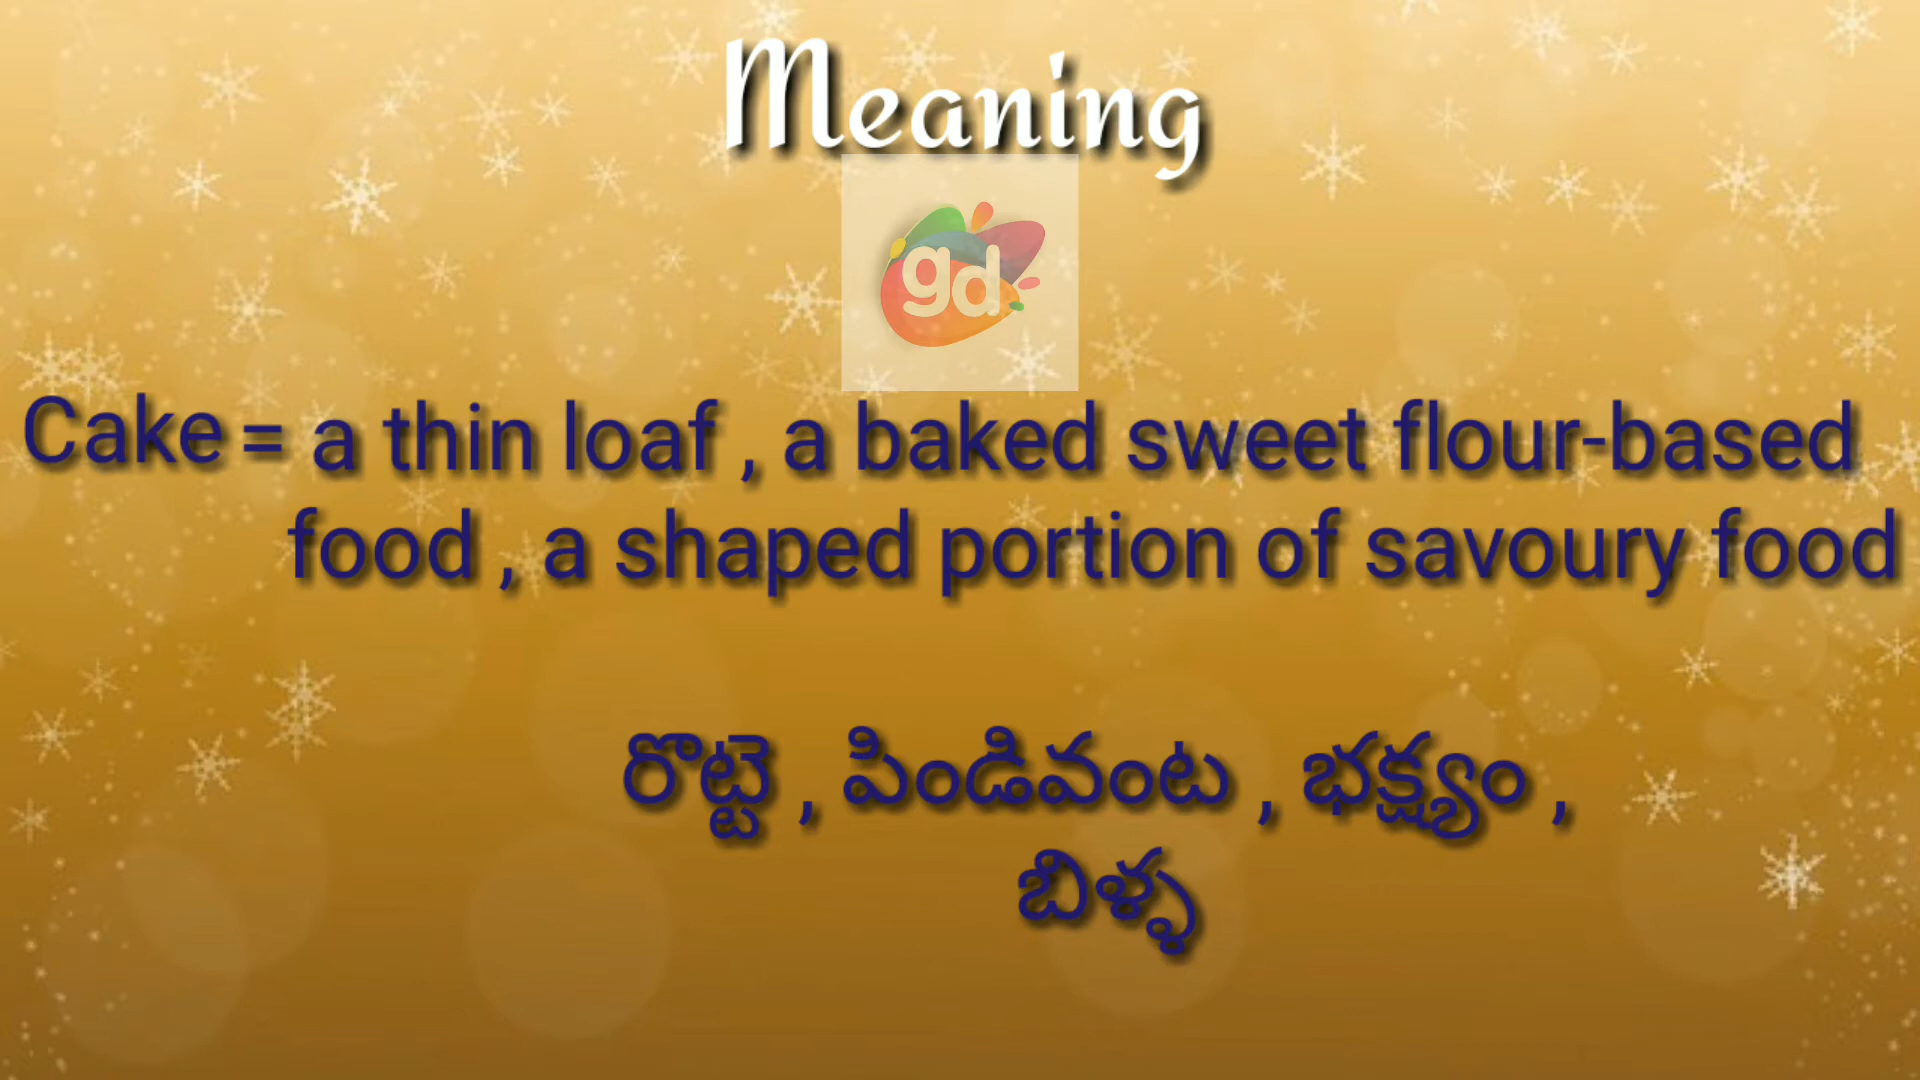 Meaning
gd
Cake = a thin loaf , a baked sweet flour-based
food , a shaped portion of savoury food
రొట్టె , పిండివంట , భక్ష్యం ,
బిళ్ళ